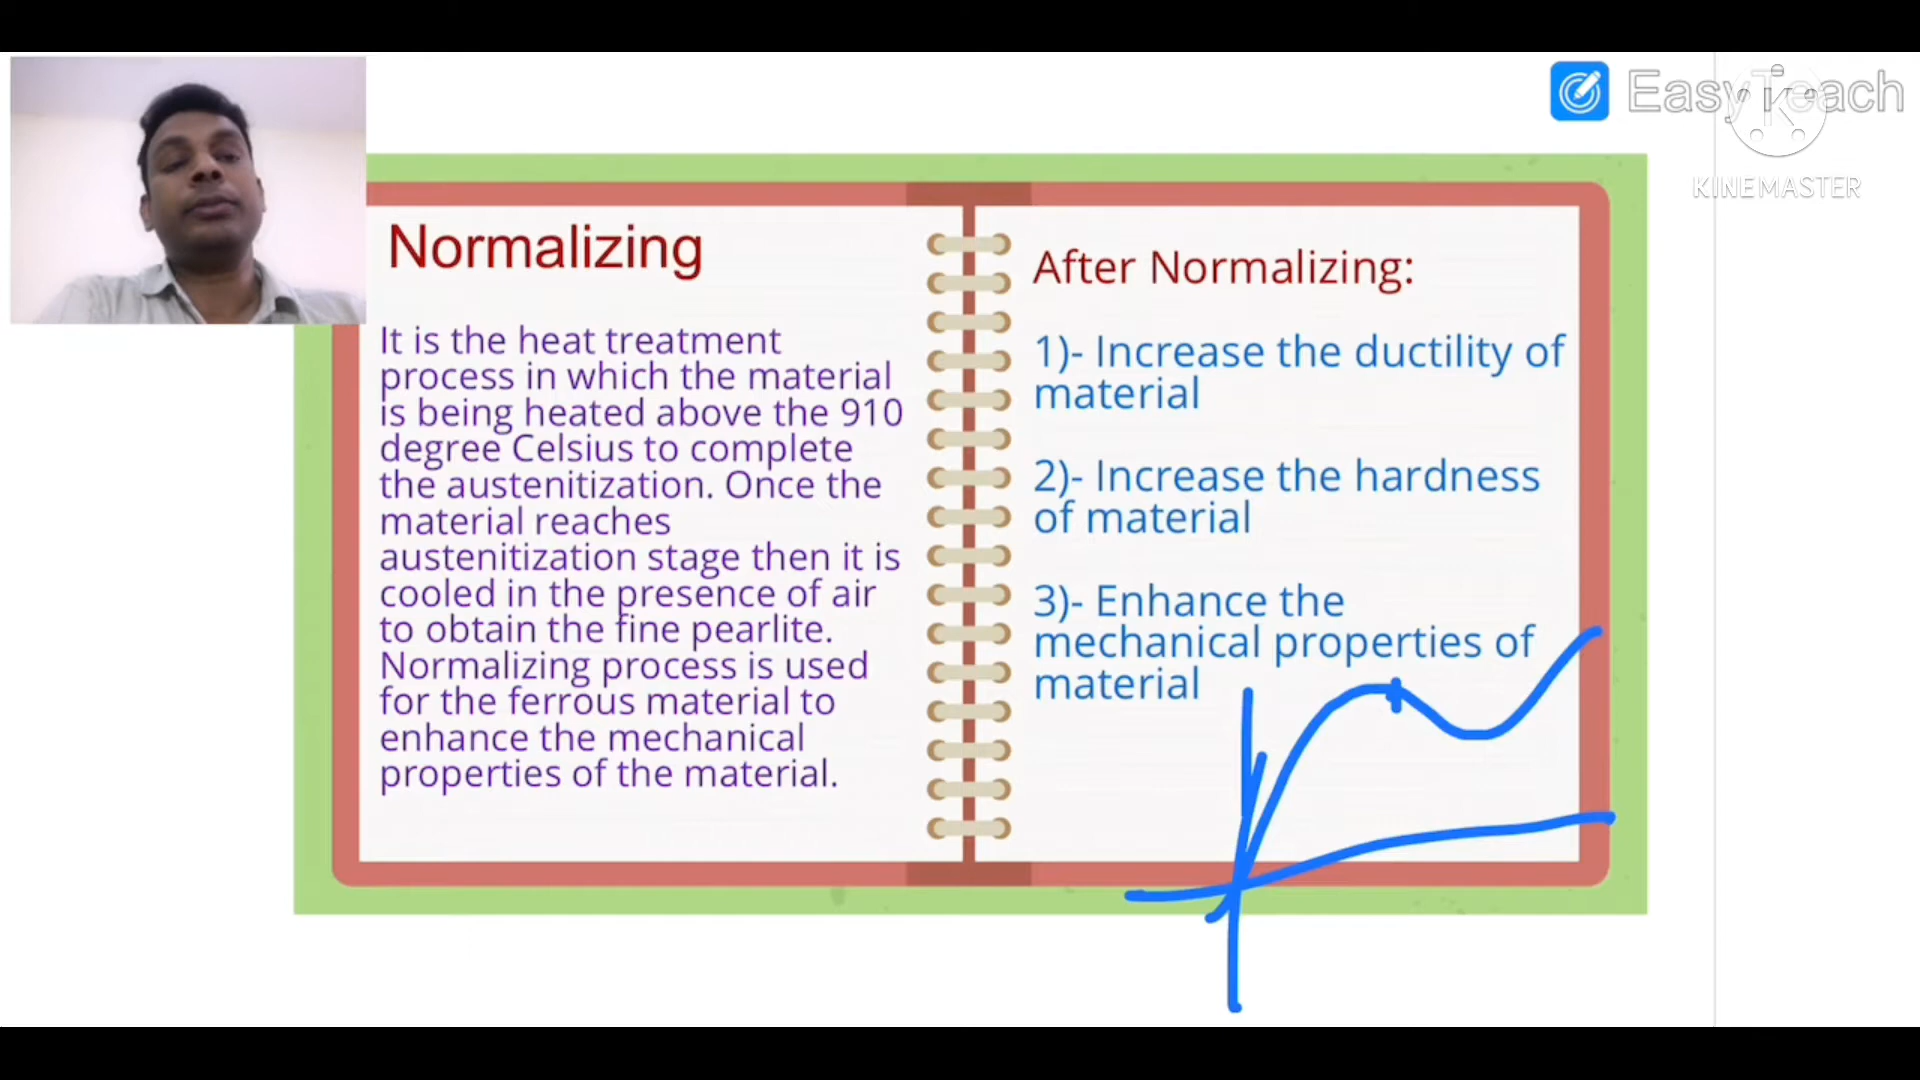 EasyTeach
KINEMASTER
Normalizing
It is the heat treatment
process in which the material
is being heated above the 910
degree Celsius to complete
the austenitization. Once the
material reaches
austenitization stage then it is
cooled in the presence of air
to obtain the fine pearlite.
Normalizing process is used
for the ferrous material to
enhance the mechanical
properties of the material.
After Normalizing:
1)- Increase the ductility of
material
2)- Increase the hardness
of material
3)- Enhance the
mechanical properties of
material